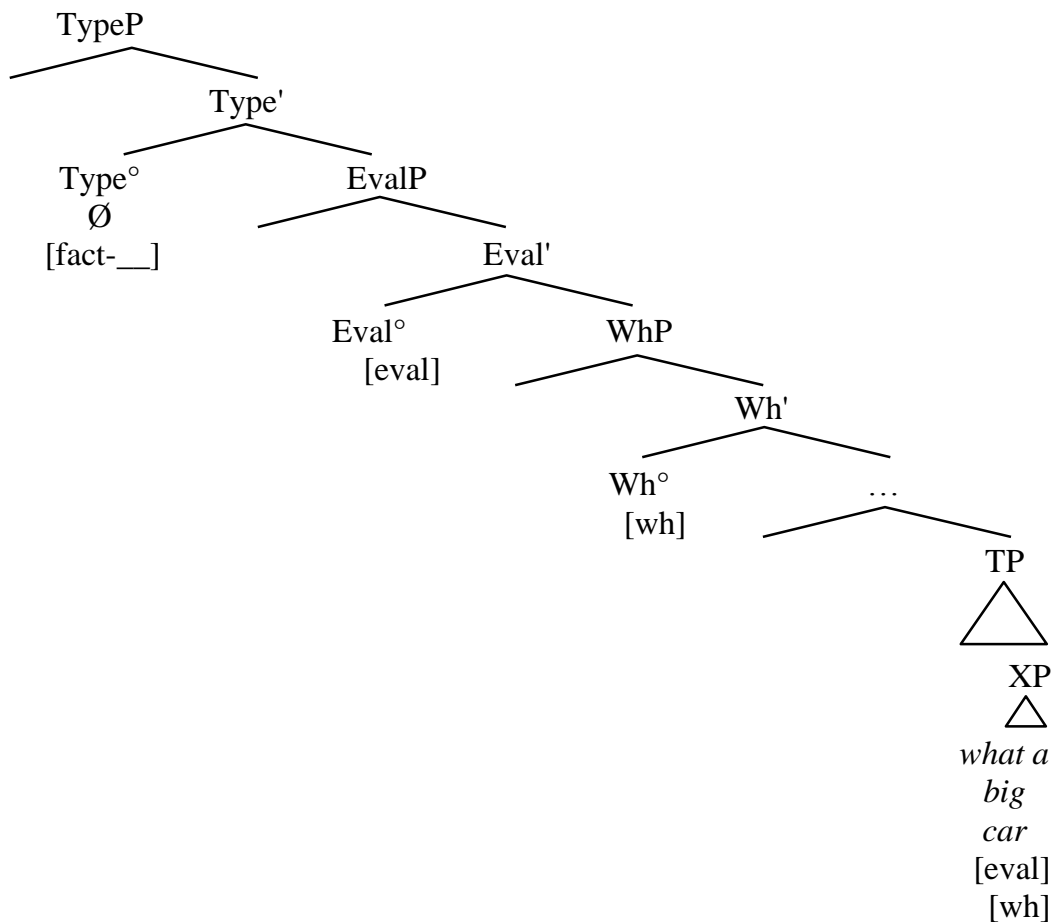 TypeP
Type'
Type° EvalP
Ø
[fact-__] Eval'
Eval° WhP
[eval]
Wh'
Wh° …
[wh]
TP
XP
what a
big
car
[eval]
[wh]